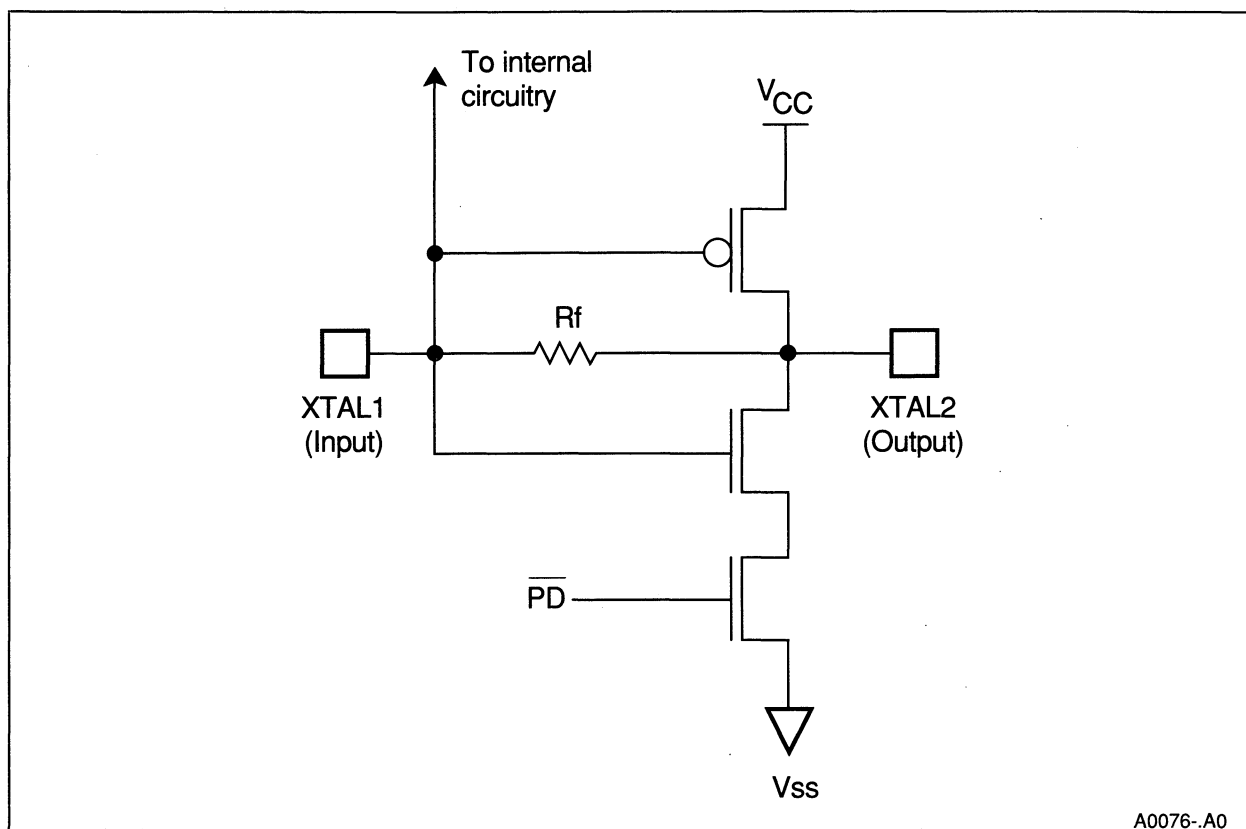 To internal
circuitry
VCC
Rf
XTAL1
(Input)
XTAL2
(Output)
PD
Vss
A0076-.A0